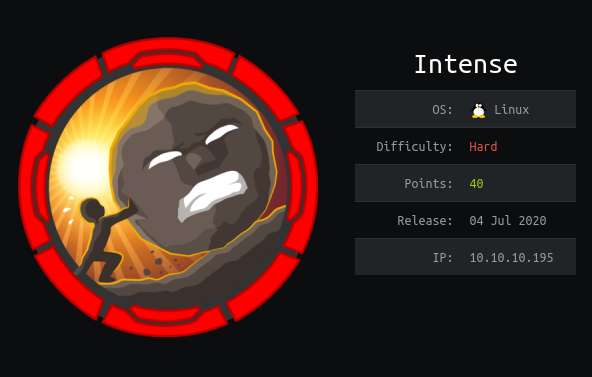 Intense
OS: Linux
Difficulty: Hard
Points: 40
Release: 04 Jul 2020
IP: 10.10.10.195